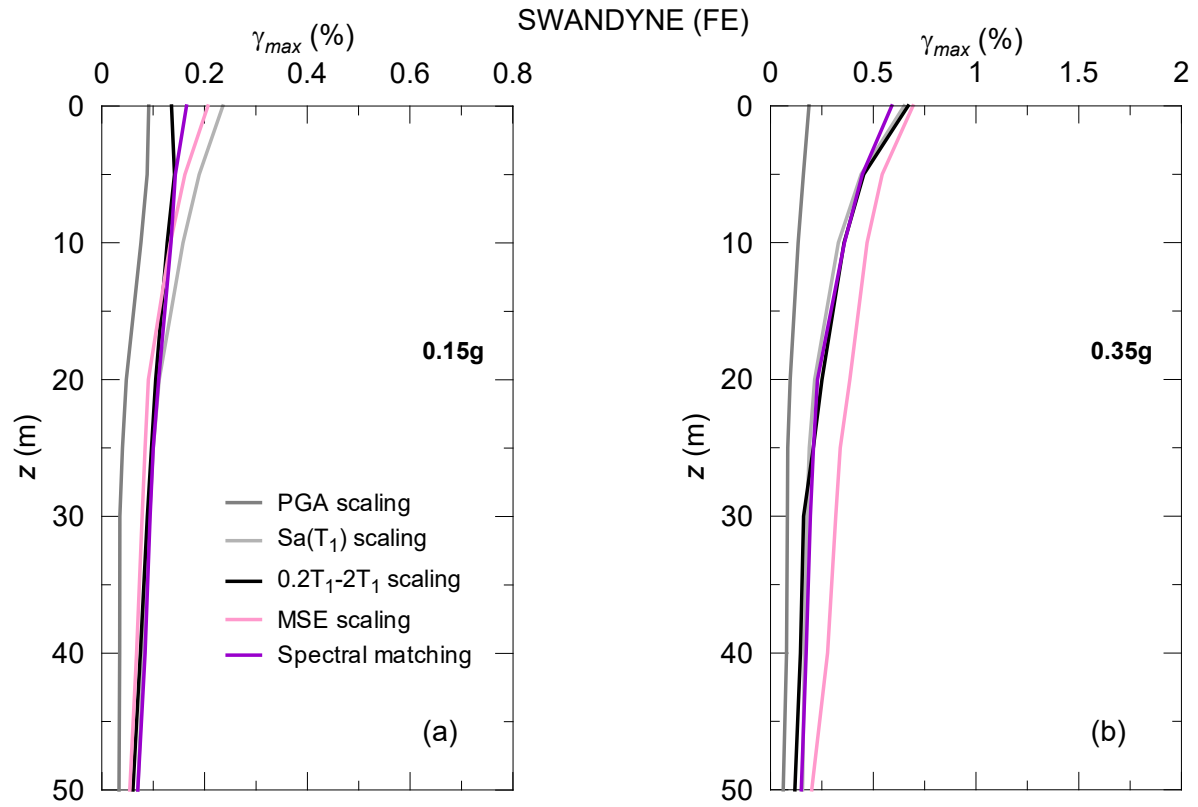 SWANDYNE (FE)
γmax (%)
0 0.2 0.4 0.6 0.8
0
10
20
30
40
50
z (m)
0.15g
PGA scaling
Sa(T1) scaling
0.2T1-2T1 scaling
MSE scaling
Spectral matching
(a)
γmax (%)
0 0.5 1 1.5 2
0
10
20
30
40
50
z (m)
0.35g
(b)